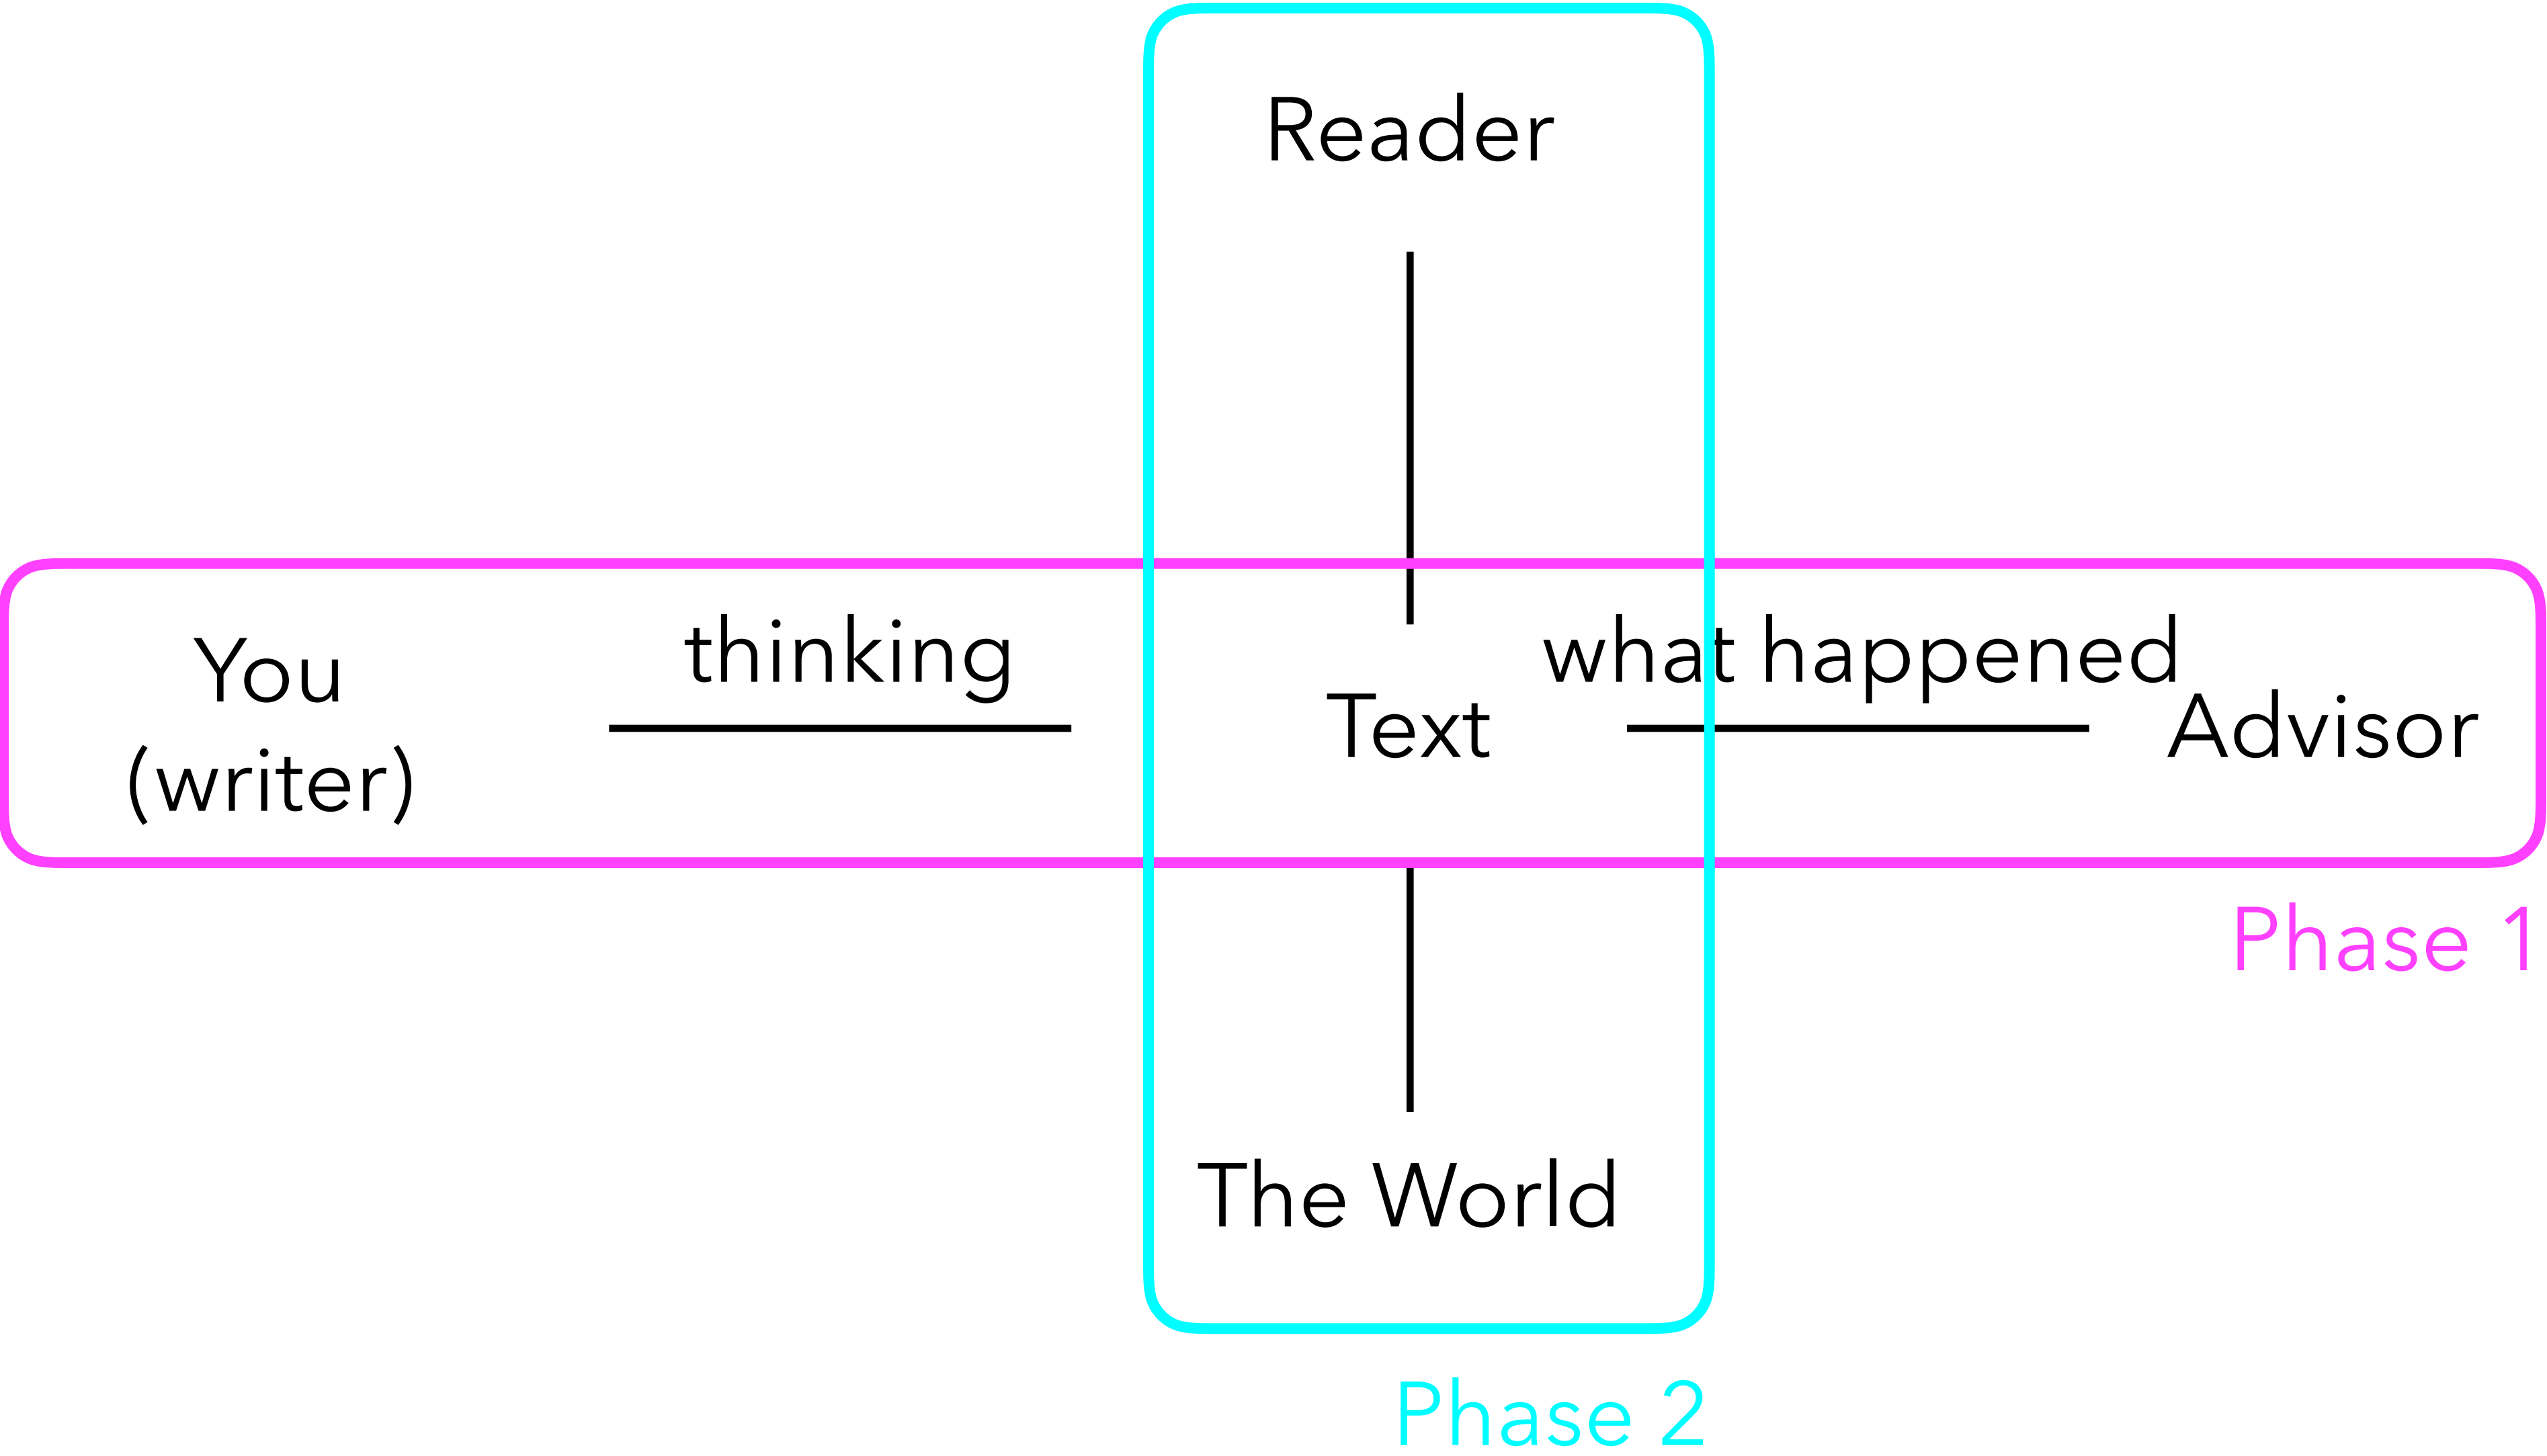 Reader
You
(writer)
thinking
Text
what happened
Advisor
Phase 1
The World
Phase 2